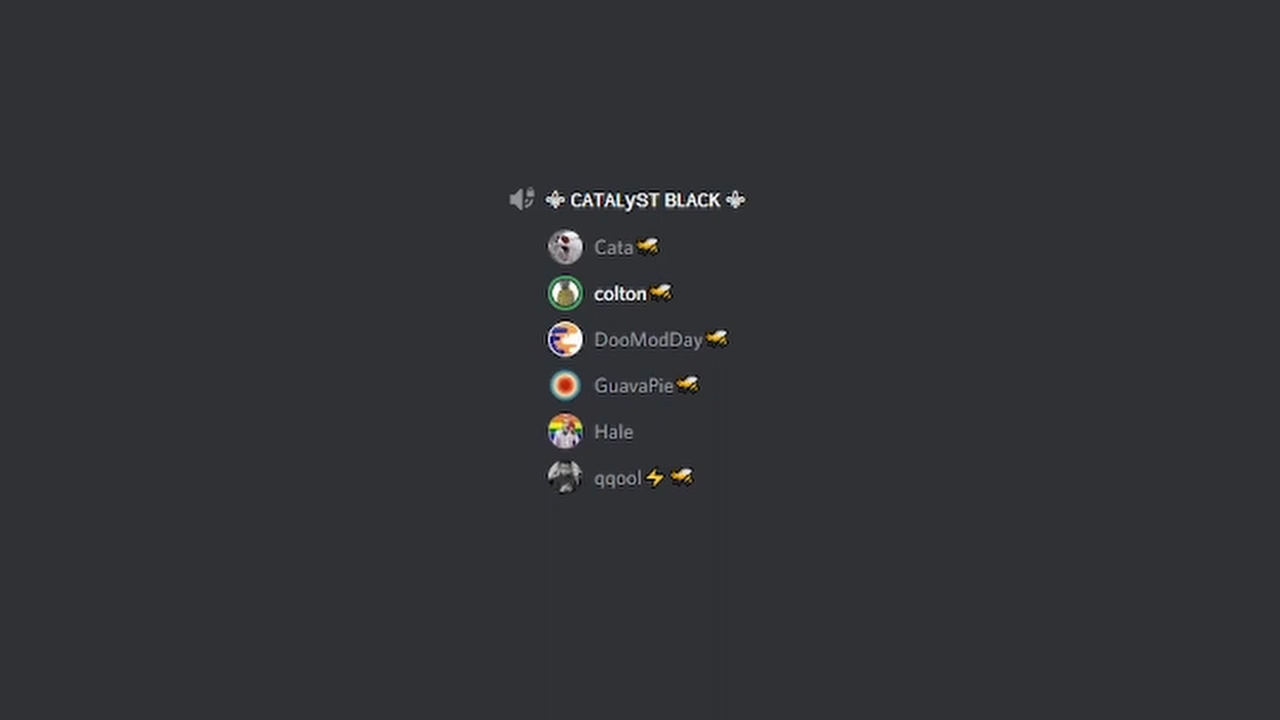 ⚜ CATALyST BLACK ⚜
Cata🐝
colton🐝
DooModDay🐝
GuavaPie🐝
Hale
qqool⚡🐝